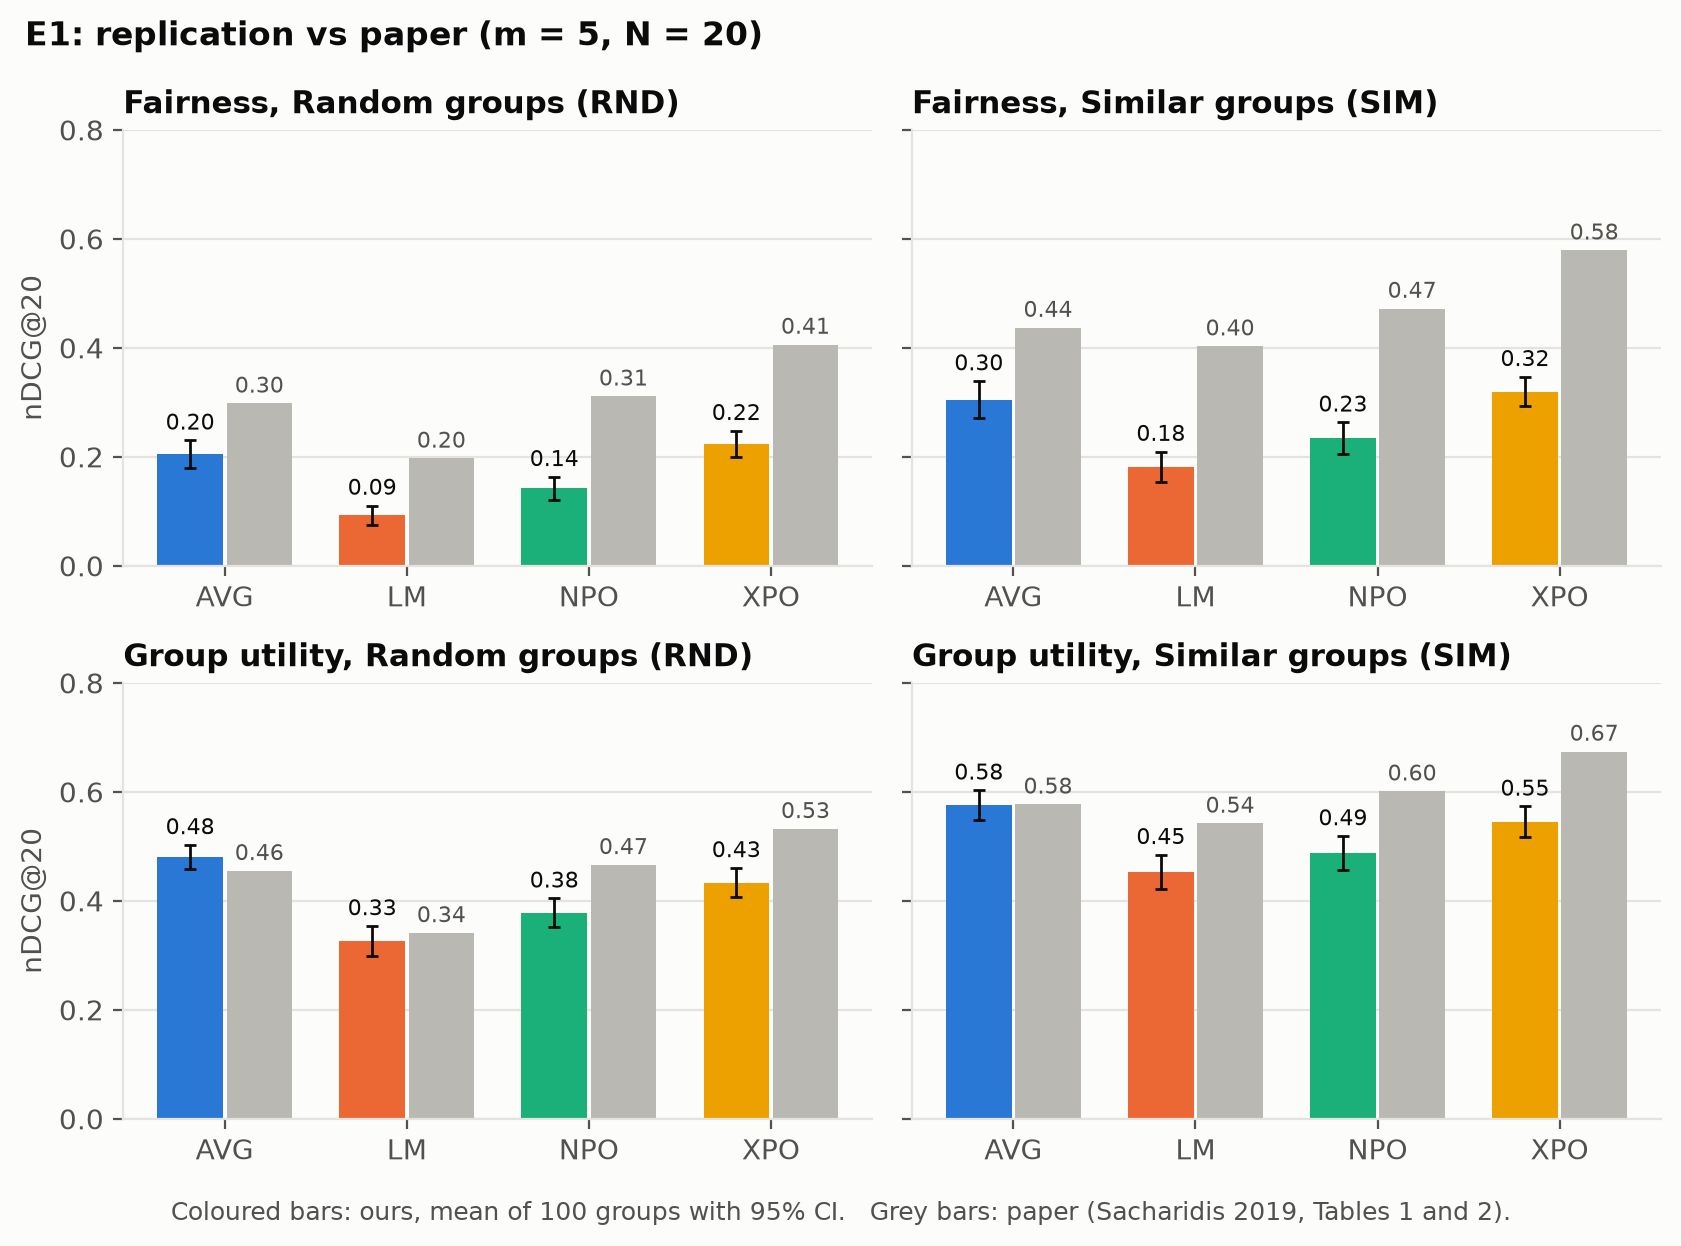 E1: replication vs paper (m = 5, N = 20)
Fairness, Random groups (RND)
0.8
0.6
0.4
0.2
0.0
nDCG@20
0.20
0.30
0.09
0.20
0.14
0.31
0.22
0.41
AVG
LM
NPO
XPO
Fairness, Similar groups (SIM)
0.30
0.44
0.18
0.40
0.23
0.47
0.32
0.58
AVG
LM
NPO
XPO
Group utility, Random groups (RND)
0.8
0.6
0.4
0.2
0.0
nDCG@20
0.48
0.46
0.33
0.34
0.38
0.47
0.43
0.53
AVG
LM
NPO
XPO
Group utility, Similar groups (SIM)
0.58
0.58
0.45
0.54
0.49
0.60
0.55
0.67
AVG
LM
NPO
XPO
Coloured bars: ours, mean of 100 groups with 95% CI.   Grey bars: paper (Sacharidis 2019, Tables 1 and 2).